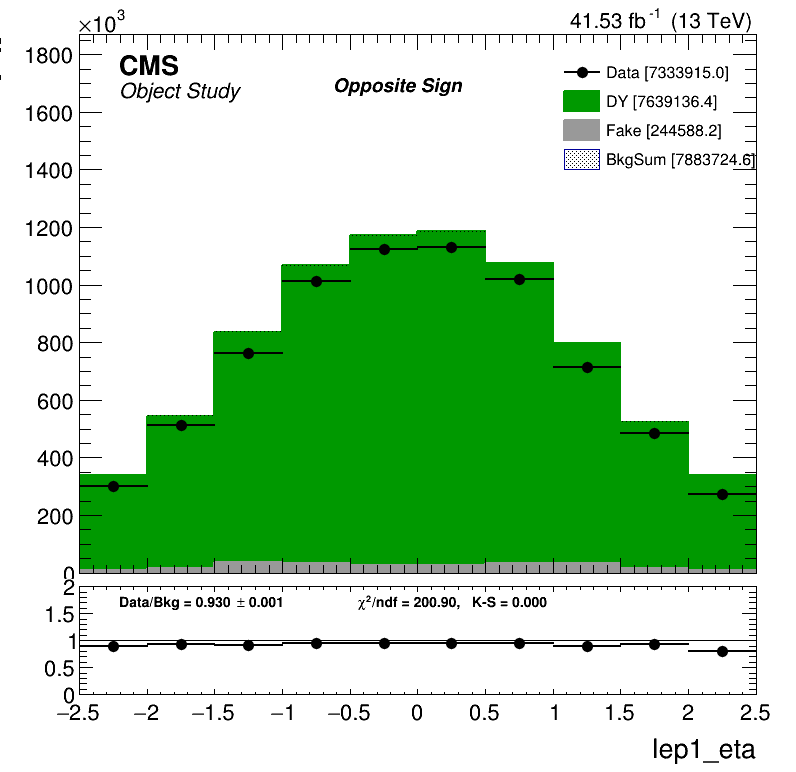 ×10³
41.53 fb⁻¹ (13 TeV)
CMS
Object Study
Opposite Sign
Data [7333915.0]
DY [7639136.4]
Fake [244588.2]
BkgSum [7883724.6]
1800
1600
1400
1200
1000
800
600
400
200
0
Data/Bkg = 0.930 ± 0.001
χ²/ndf = 200.90, K-S = 0.000
2
1.5
1
0.5
0
−2.5 −2 −1.5 −1 −0.5 0 0.5 1 1.5 2 2.5
lep1_eta